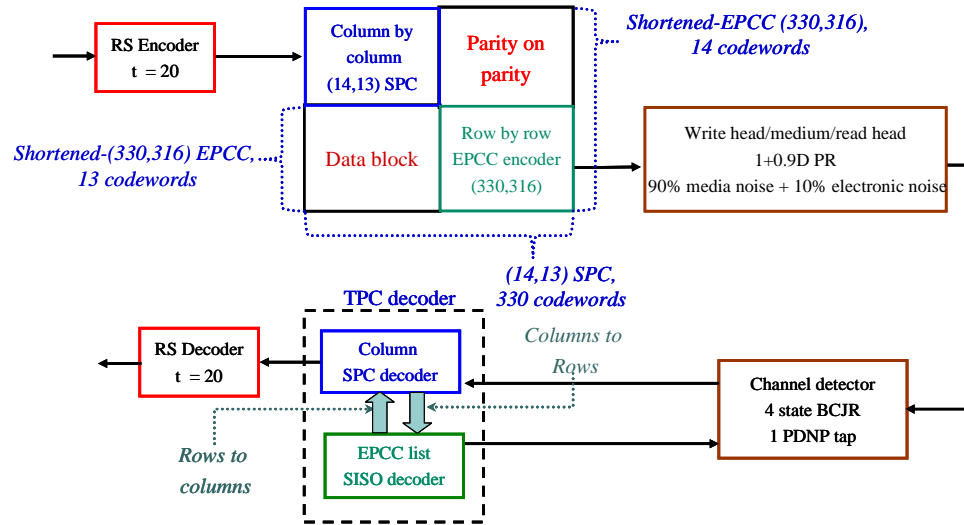 RS Encoder
t = 20
Column by
column
(14,13) SPC
Parity on
parity
Shortened-EPCC (330,316),
14 codewords
Shortened-(330,316) EPCC,
13 codewords
Data block
Row by row
EPCC encoder
(330,316)
Write head/medium/read head
1+0.9D PR
90% media noise + 10% electronic noise
(14,13) SPC,
330 codewords
TPC decoder
RS Decoder
t = 20
Column
SPC decoder
Columns to
Rows
Channel detector
4 state BCJR
1 PDNP tap
Rows to
columns
EPCC list
SISO decoder